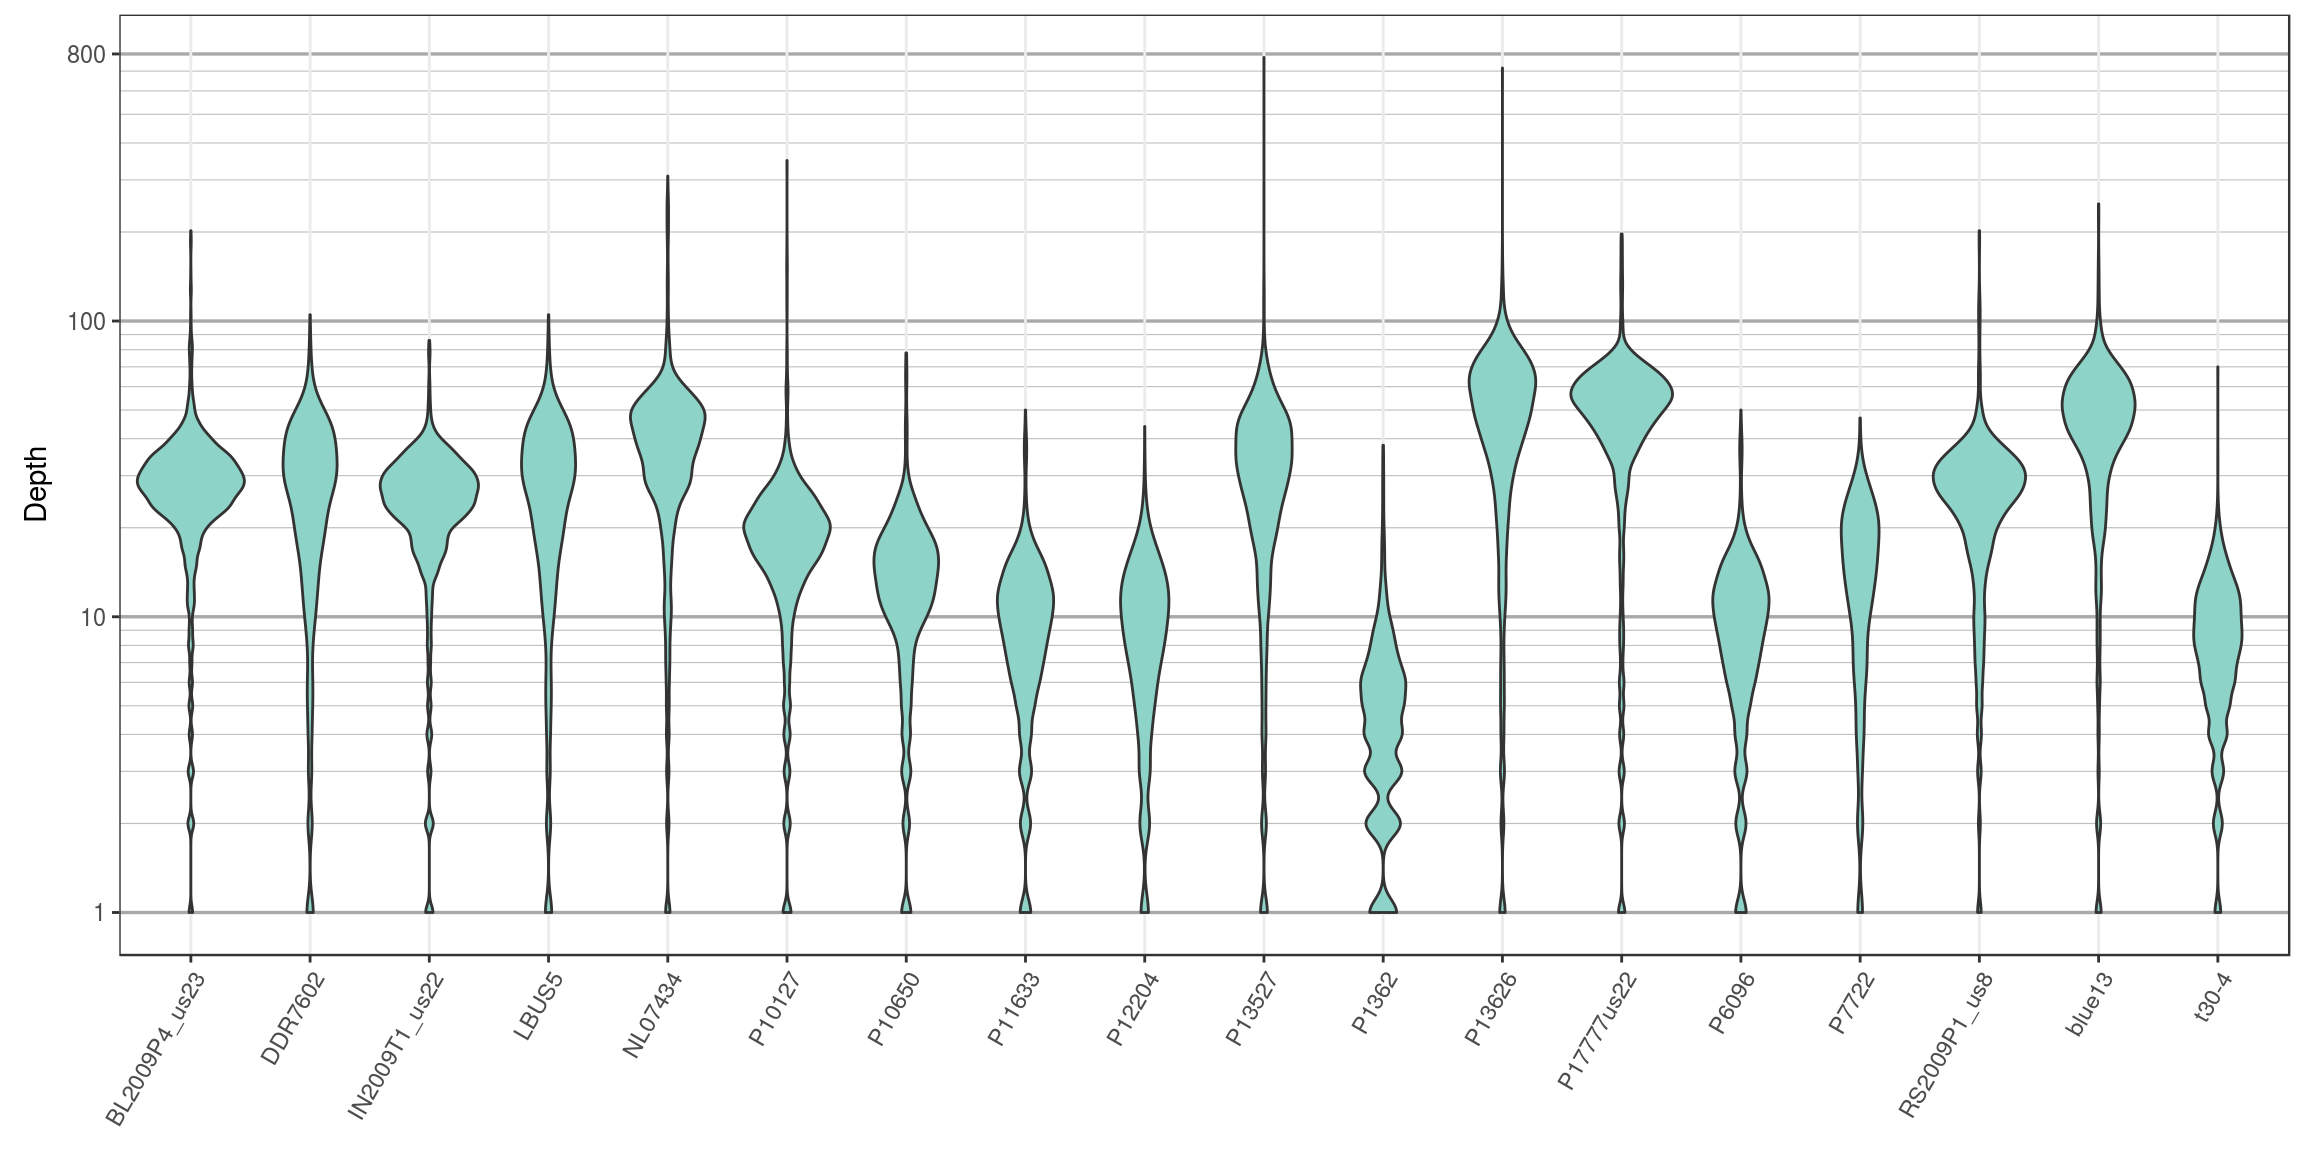 Depth
800
100
10
1
BL2009P4_us23
DDR7602
IN2009T1_us22
LBUS5
NL07434
P10127
P10650
P11633
P12204
P13527
P1362
P13626
P17777us22
P6096
P7722
RS2009P1_us8
blue13
t30-4